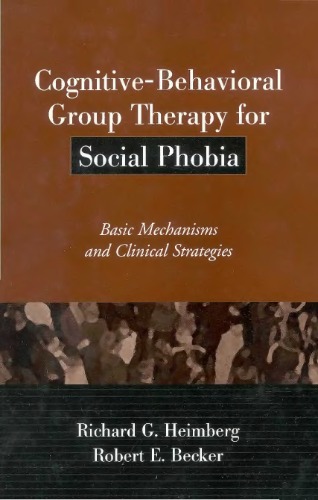 Cognitive-Behavioral
Group Therapy for
Social Phobia
Basic Mechanisms
and Clinical Strategies
Richard G. Heimberg
Robert E. Becker